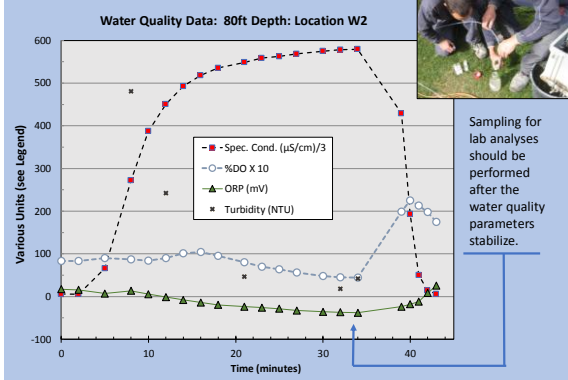 Water Quality Data: 80ft Depth: Location W2
600
500
400
300
200
100
0
-100
Various Units (see Legend)
Spec. Cond. (µS/cm)/3
%DO X 10
ORP (mV)
Turbidity (NTU)
0
10
20
30
40
Time (minutes)
Sampling for
lab analyses
should be
performed
after the
water quality
parameters
stabilize.